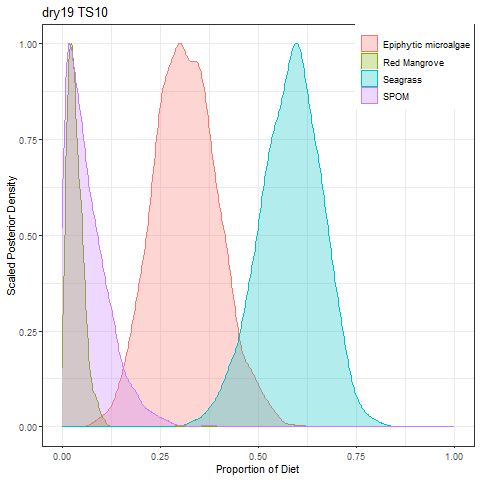 dry19 TS10
Epiphytic microalgae
Red Mangrove
Seagrass
SPOM
Scaled Posterior Density
1.00
0.75
0.50
0.25
0.00
0.00 0.25 0.50 0.75 1.00
Proportion of Diet